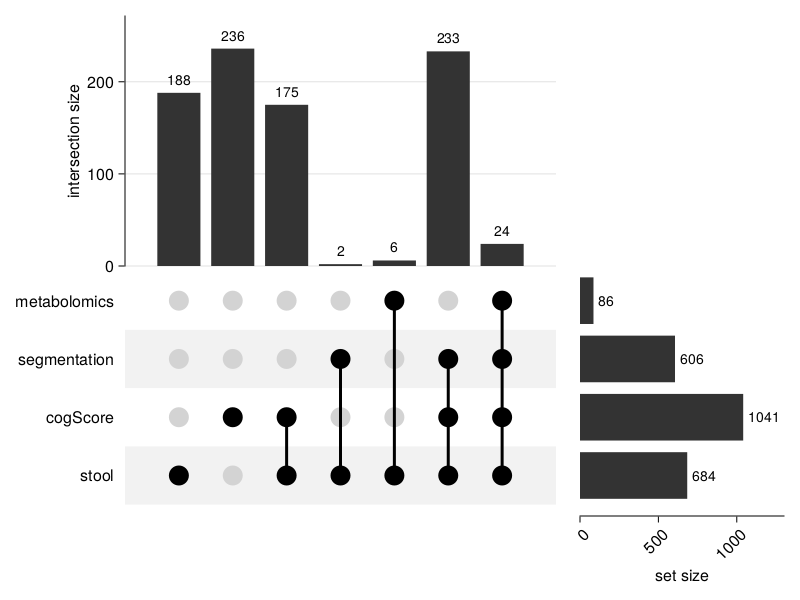 236
233
188
175
24
2
6
intersection size
200
100
0
metabolomics
segmentation
cogScore
stool
86
606
1041
684
0
500
1000
set size